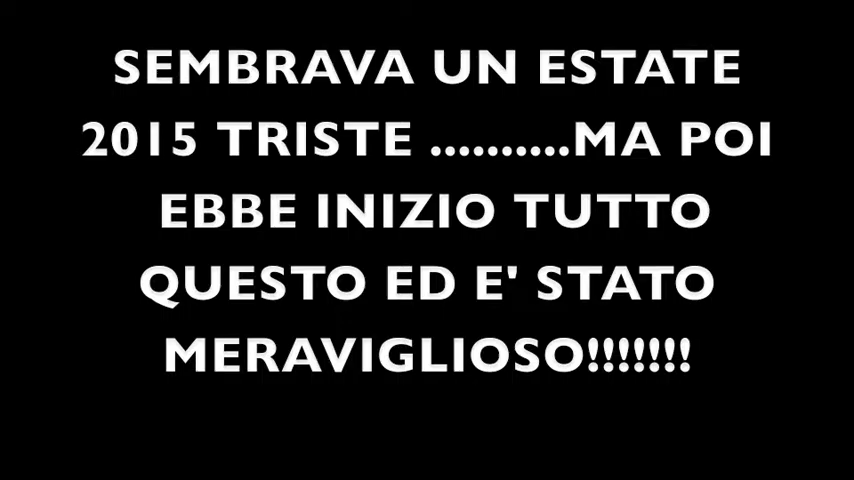 SEMBRAVA UN ESTATE
2015 TRISTE ..........MA POI
EBBE INIZIO TUTTO
QUESTO ED E' STATO
MERAVIGLIOSO!!!!!!!